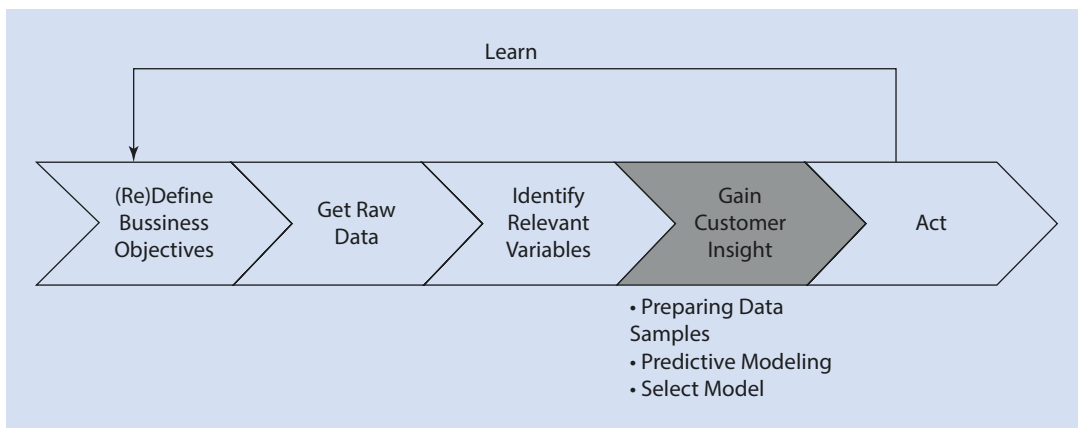 Learn
(Re)Define
Bussiness
Objectives
Get Raw
Data
Identify
Relevant
Variables
Gain
Customer
Insight
Act
• Preparing Data
Samples
• Predictive Modeling
• Select Model